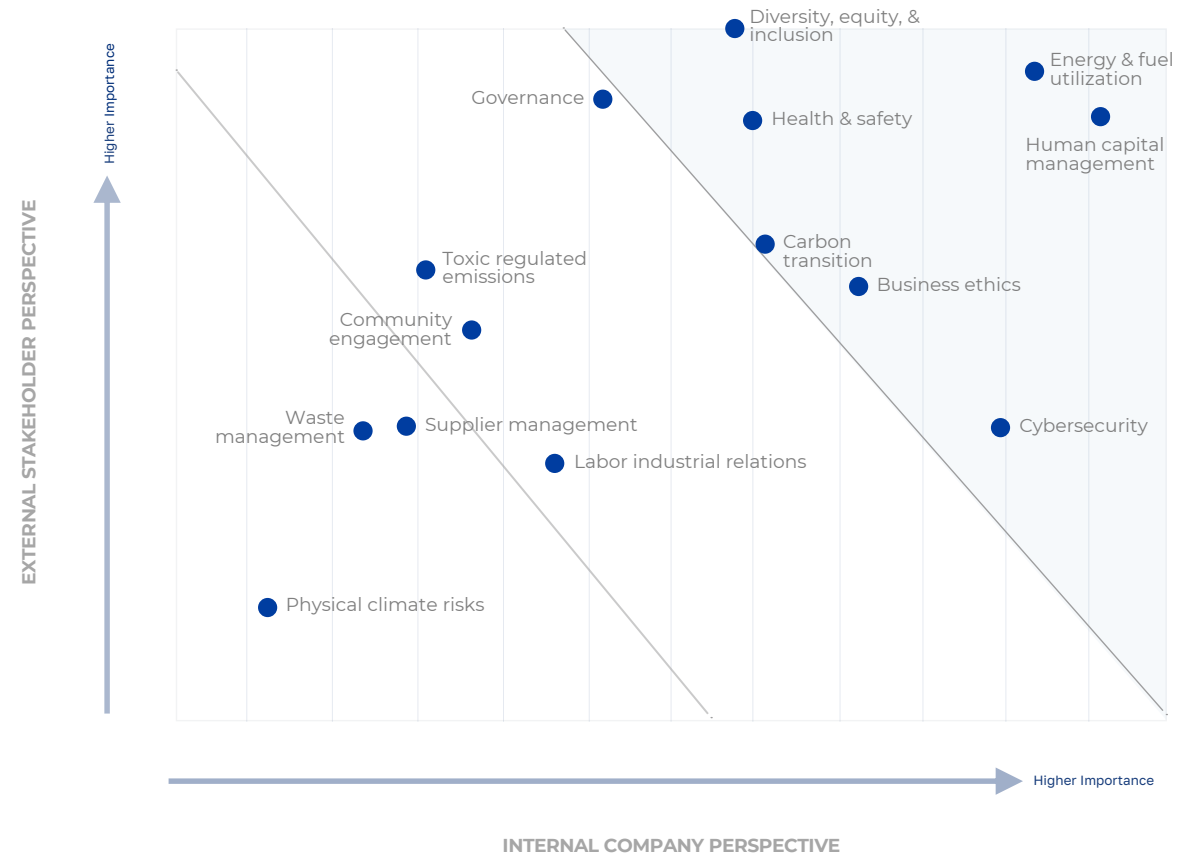 Diversity, equity, &
inclusion
Higher Importance
Energy & fuel
utilization
Governance
Health & safety
Human capital
management
EXTERNAL STAKEHOLDER PERSPECTIVE
Carbon
transition
Toxic regulated
emissions
Business ethics
Community
engagement
Waste
management
Supplier management
Cybersecurity
Labor industrial relations
Physical climate risks
Higher Importance
INTERNAL COMPANY PERSPECTIVE